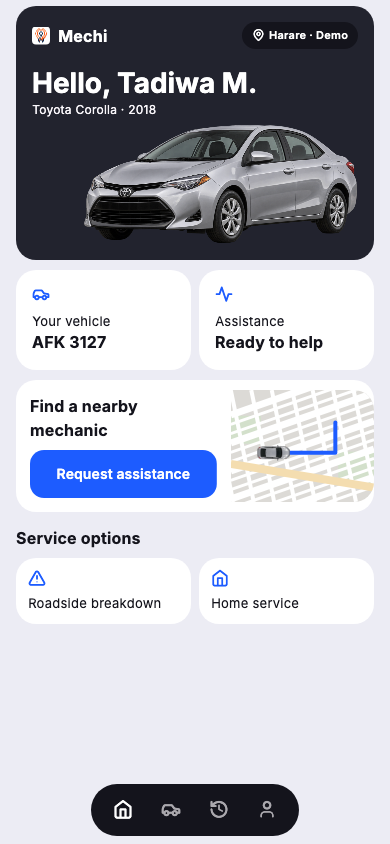 Mechi
Harare · Demo
Hello, Tadiwa M.
Toyota Corolla · 2018
Your vehicle
AFK 3127
Assistance
Ready to help
Find a nearby
mechanic
Request assistance
Service options
Roadside breakdown
Home service